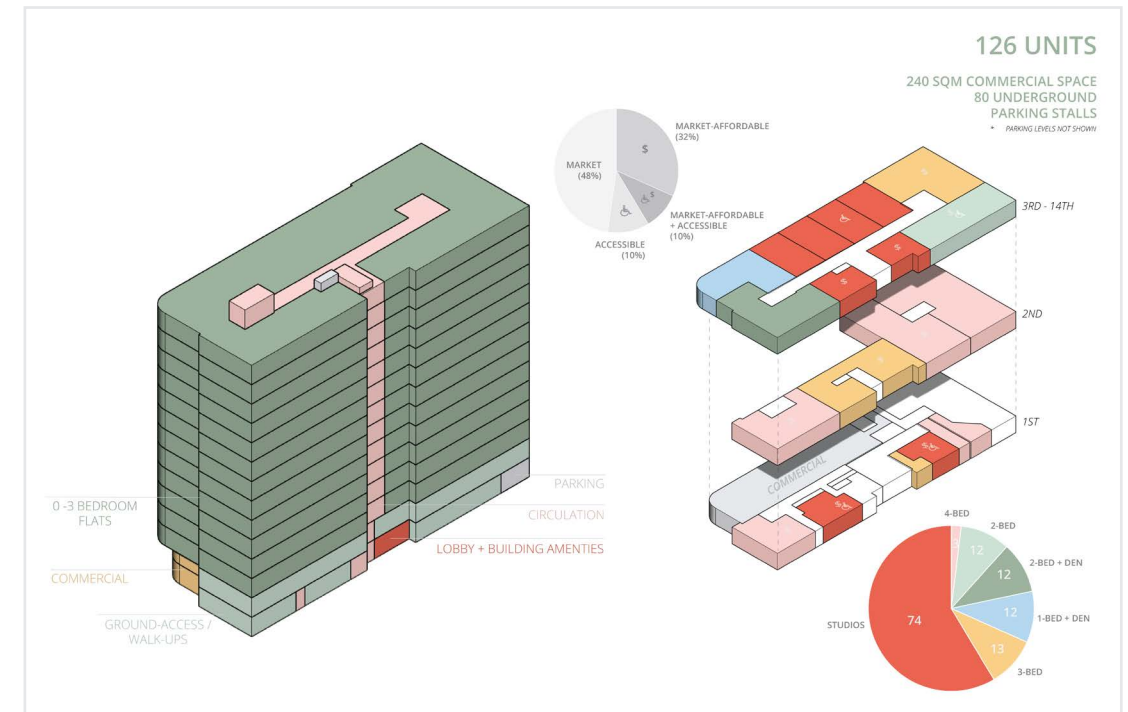 126 UNITS
240 SQM COMMERCIAL SPACE
80 UNDERGROUND
PARKING STALLS
* PARKING LEVELS NOT SHOWN
MARKET-AFFORDABLE
(32%)
$
MARKET
(48%)
$
MARKET-AFFORDABLE
+ ACCESSIBLE
(10%)
ACCESSIBLE
(10%)
3RD - 14TH
$
$
2ND
1ST
COMMERCIAL
PARKING
CIRCULATION
LOBBY + BUILDING AMENTIES
0 -3 BEDROOM
FLATS
COMMERCIAL
GROUND-ACCESS /
WALK-UPS
4-BED
3
2-BED
12
2-BED + DEN
12
1-BED + DEN
12
3-BED
13
STUDIOS
74